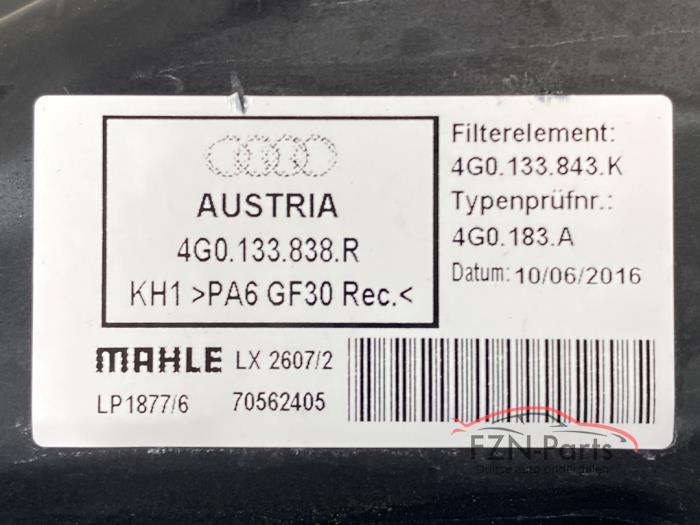 AUSTRIA
4G0.133.838.R
KH1 >PA6 GF30 Rec.<
Filterelement:
4G0.133.843.K
Typenprüfnr.:
4G0.183.A
Datum: 10/06/2016
MAHLE LX 2607/2
LP1877/6 70562405
FZN-Parts
Duitse auto onderdelen